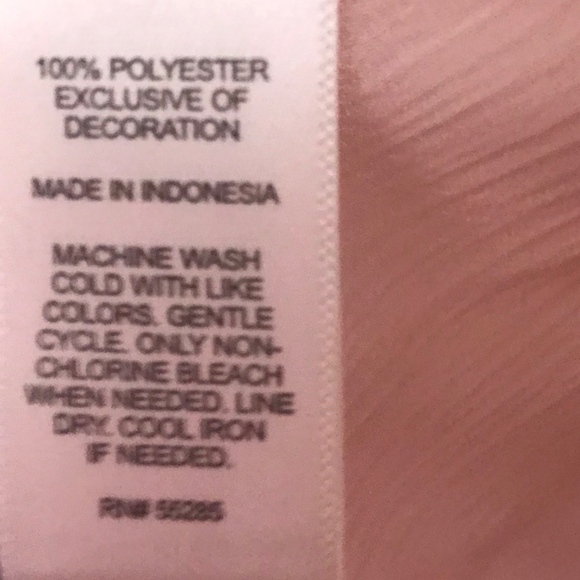 100% POLYESTER
EXCLUSIVE OF
DECORATION
MADE IN INDONESIA
MACHINE WASH
COLD WITH LIKE
COLORS. GENTLE
CYCLE. ONLY NON-
CHLORINE BLEACH
WHEN NEEDED. LINE
DRY. COOL IRON
IF NEEDED.
RN# 55285